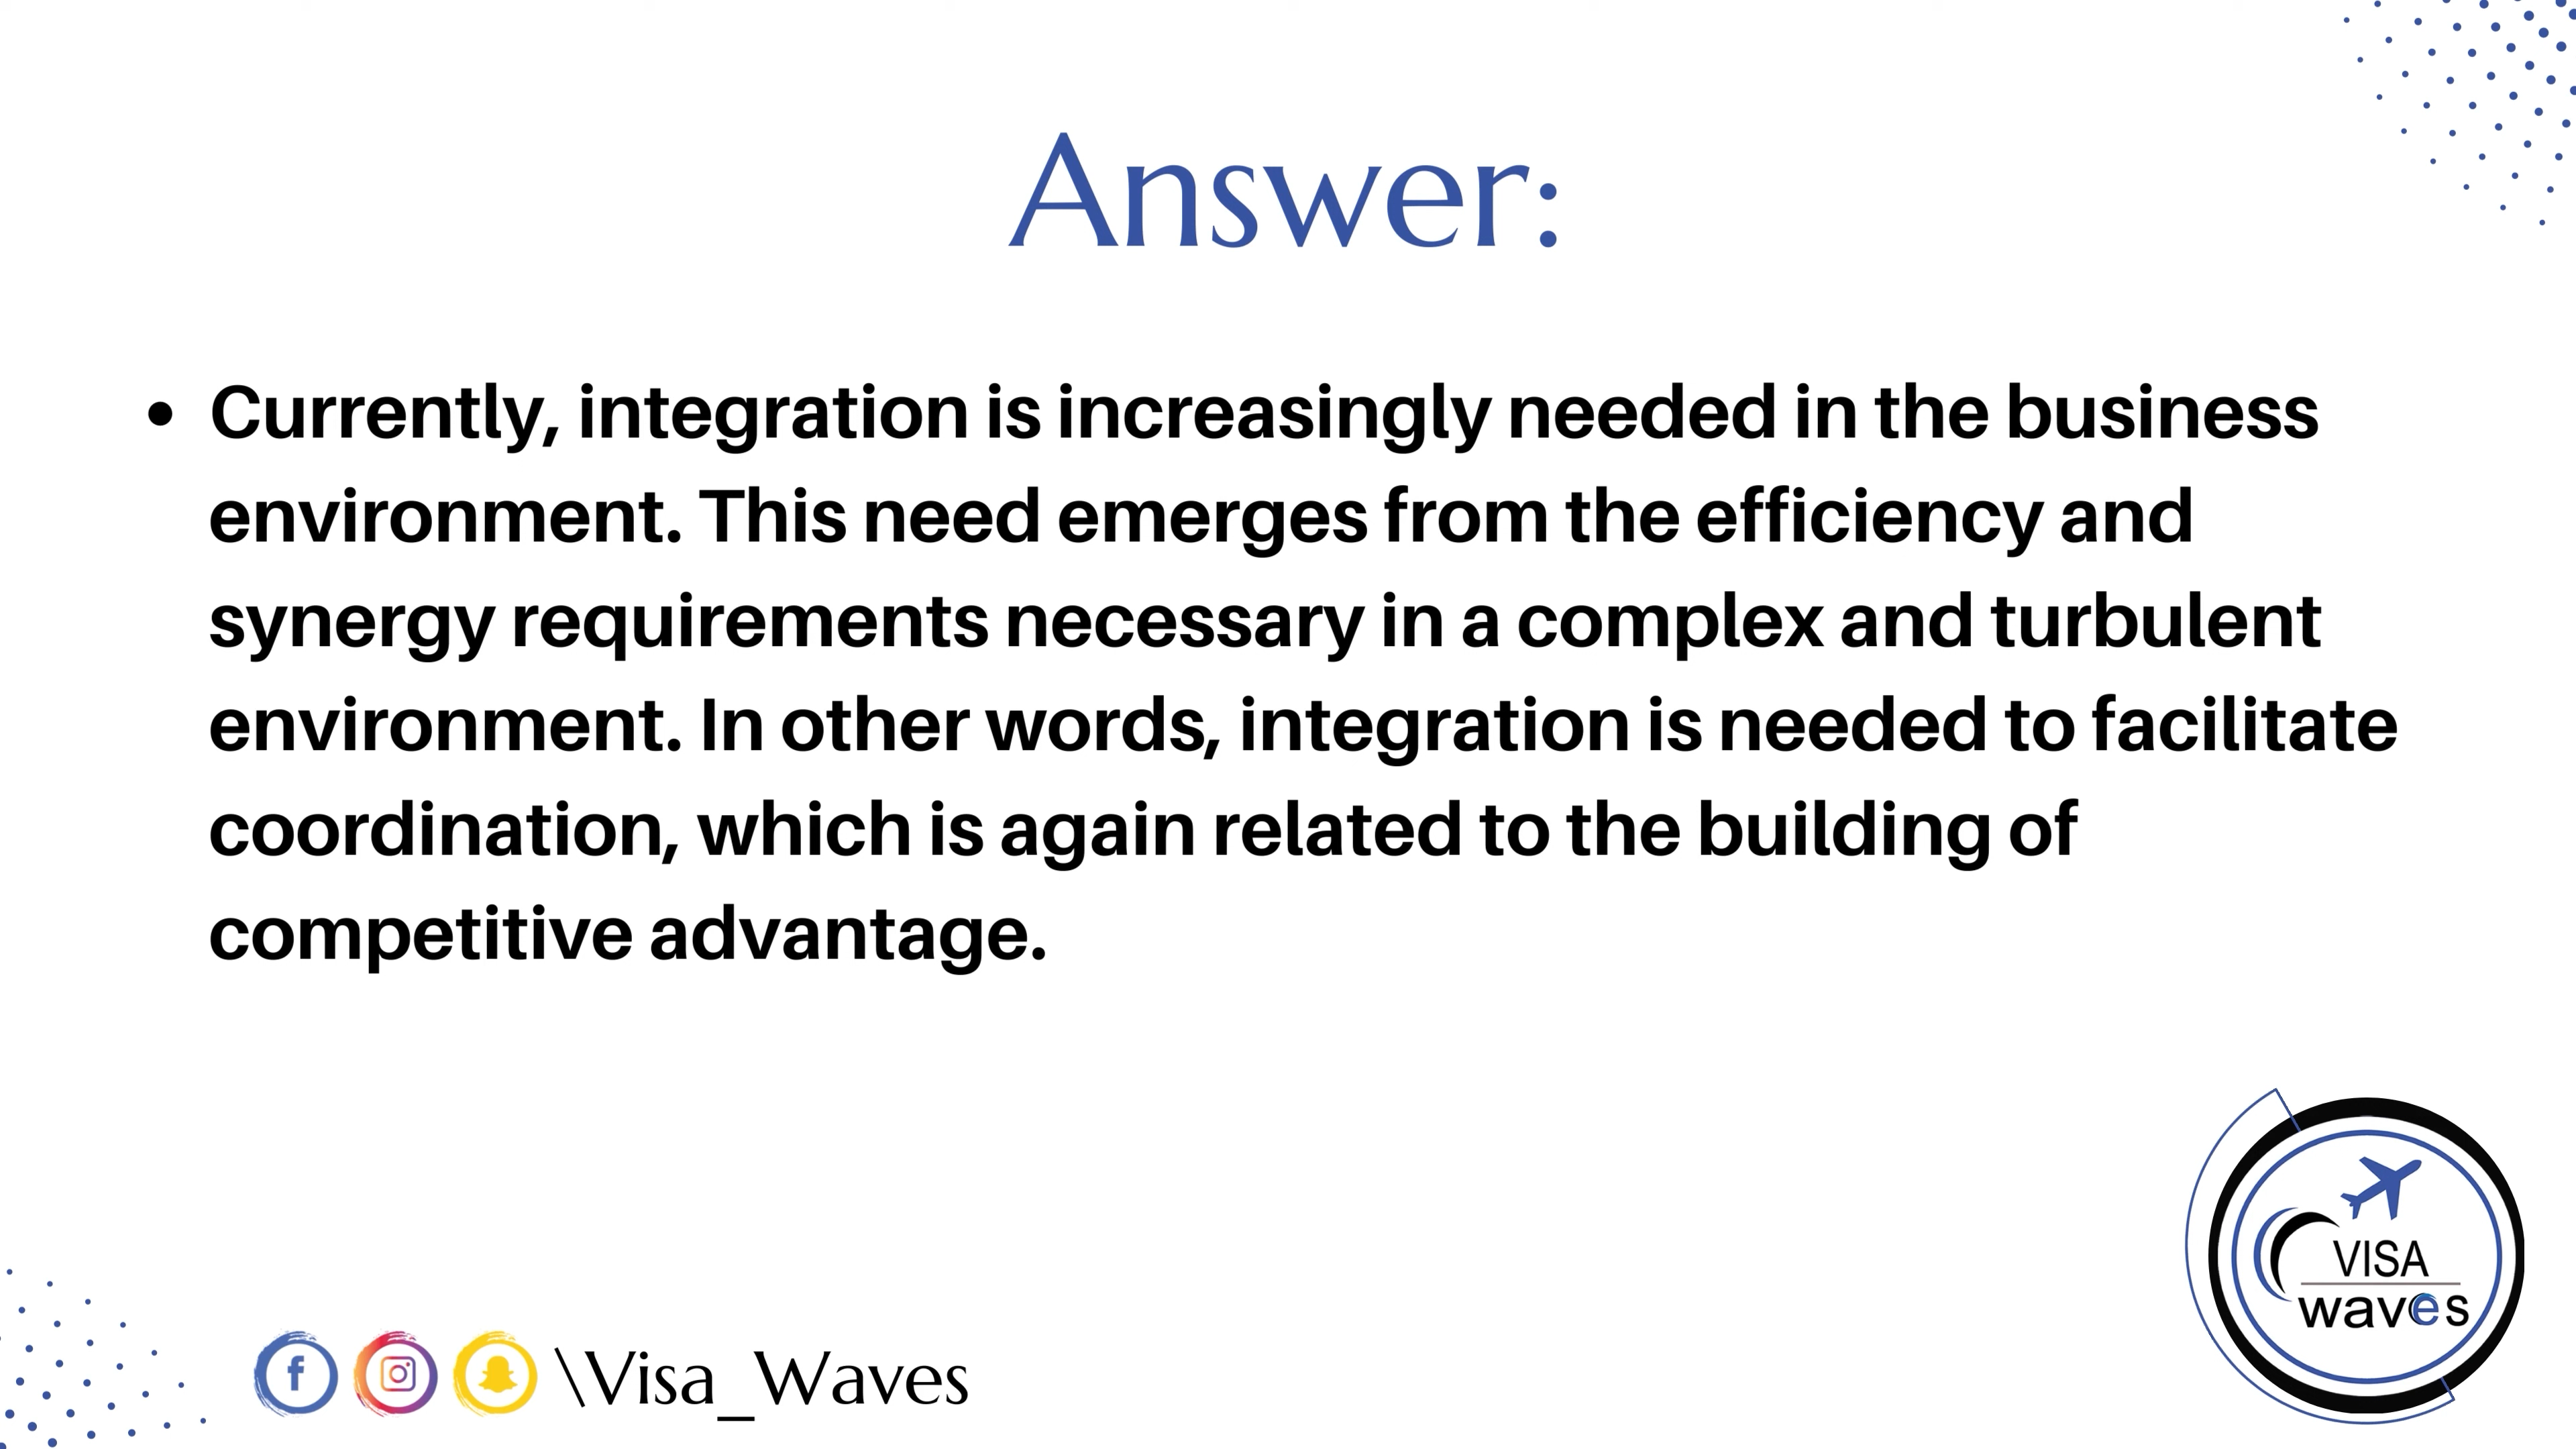 Answer:
• Currently, integration is increasingly needed in the business
environment. This need emerges from the efficiency and
synergy requirements necessary in a complex and turbulent
environment. In other words, integration is needed to facilitate
coordination, which is again related to the building of
competitive advantage.
VISA
waves
\Visa_Waves